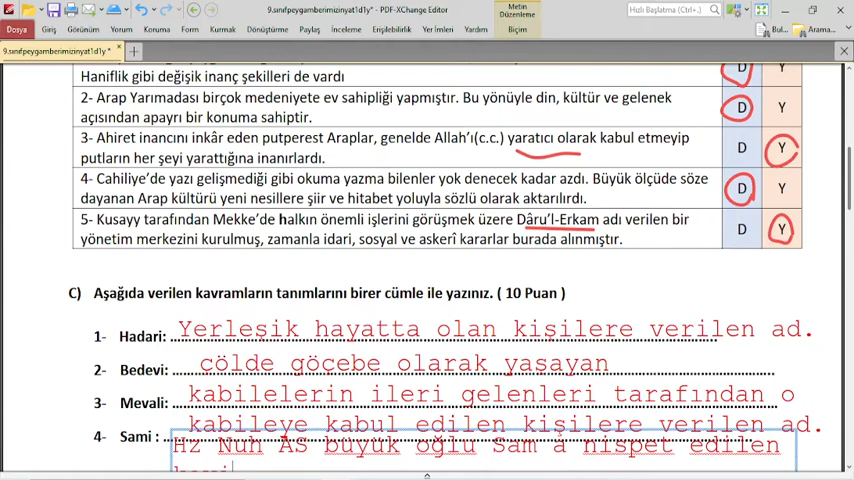 9.sınıfpeygamberimizinyat1d1y* - PDF-XChange Editor
Metin Düzenleme
Hızlı Başlatma (Ctrl+.)
Dosya Giriş Görünüm Yorum Kurmak Dönüştürme Paylaş İnceleme Erişilebilirlik Yer İmleri Yardım Biçim Bul... Arama...
9.sınıfpeygamberimizinyat1d1y *
Haniflik gibi değişik inanç şekilleri de vardı D Y
2- Arap Yarımadası birçok medeniyete ev sahipliği yapmıştır. Bu yönüyle din, kültür ve gelenek
açısından apayrı bir konuma sahiptir. D Y
3- Ahiret inancını inkâr eden putperest Araplar, genelde Allah'ı(c.c.) yaratıcı olarak kabul etmeyip
putların her şeyi yarattığına inanırlardı. D Y
4- Cahiliye'de yazı gelişmediği gibi okuma yazma bilenler yok denecek kadar azdı. Büyük ölçüde söze
dayanan Arap kültürü yeni nesillere şiir ve hitabet yoluyla sözlü olarak aktarılırdı. D Y
5- Kusayy tarafından Mekke'de halkın önemli işlerini görüşmek üzere Dâru'l-Erkam adı verilen bir
yönetim merkezini kurulmuş, zamanla idari, sosyal ve askerî kararlar burada alınmıştır. D Y
C) Aşağıda verilen kavramların tanımlarını birer cümle ile yazınız. ( 10 Puan )
1- Hadari: Yerleşik hayatta olan kişilere verilen ad.
2- Bedevi: çölde göçebe olarak yaşayan
3- Mevali: kabilelerin ileri gelenleri tarafından o
kabileye kabul edilen kişilere verilen ad.
4- Sami : Hz Nuh AS büyük oğlu Sam a nispet edilen